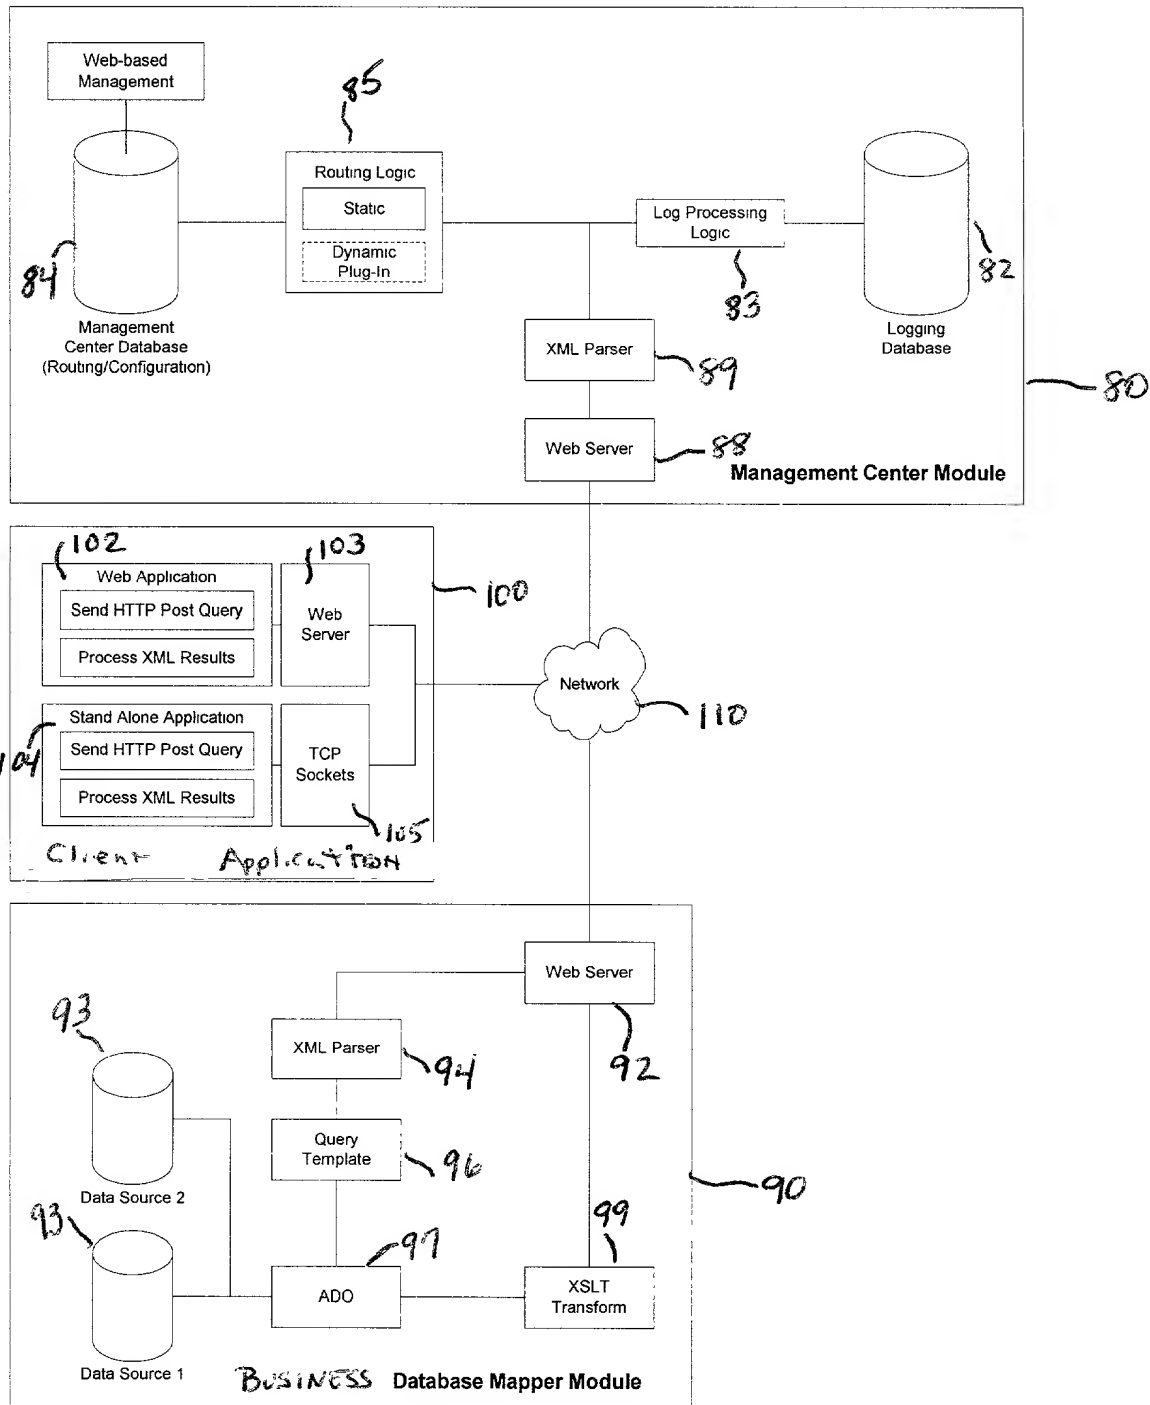 Web-based
Management
85
Routing Logic
Static
Dynamic
Plug-In
Log Processing
Logic
83
82
84
Management
Center Database
(Routing/Configuration)
Logging
Database
XML Parser
89
80
Web Server
88
Management Center Module
102
103
Web Application
Send HTTP Post Query
Process XML Results
Web
Server
100
Network
110
104
Stand Alone Application
Send HTTP Post Query
Process XML Results
TCP
Sockets
105
Client Application
Web Server
92
93
XML Parser
94
Query
Template
96
Data Source 2
90
93
97
99
ADO
XSLT
Transform
Data Source 1
BUSINESS Database Mapper Module